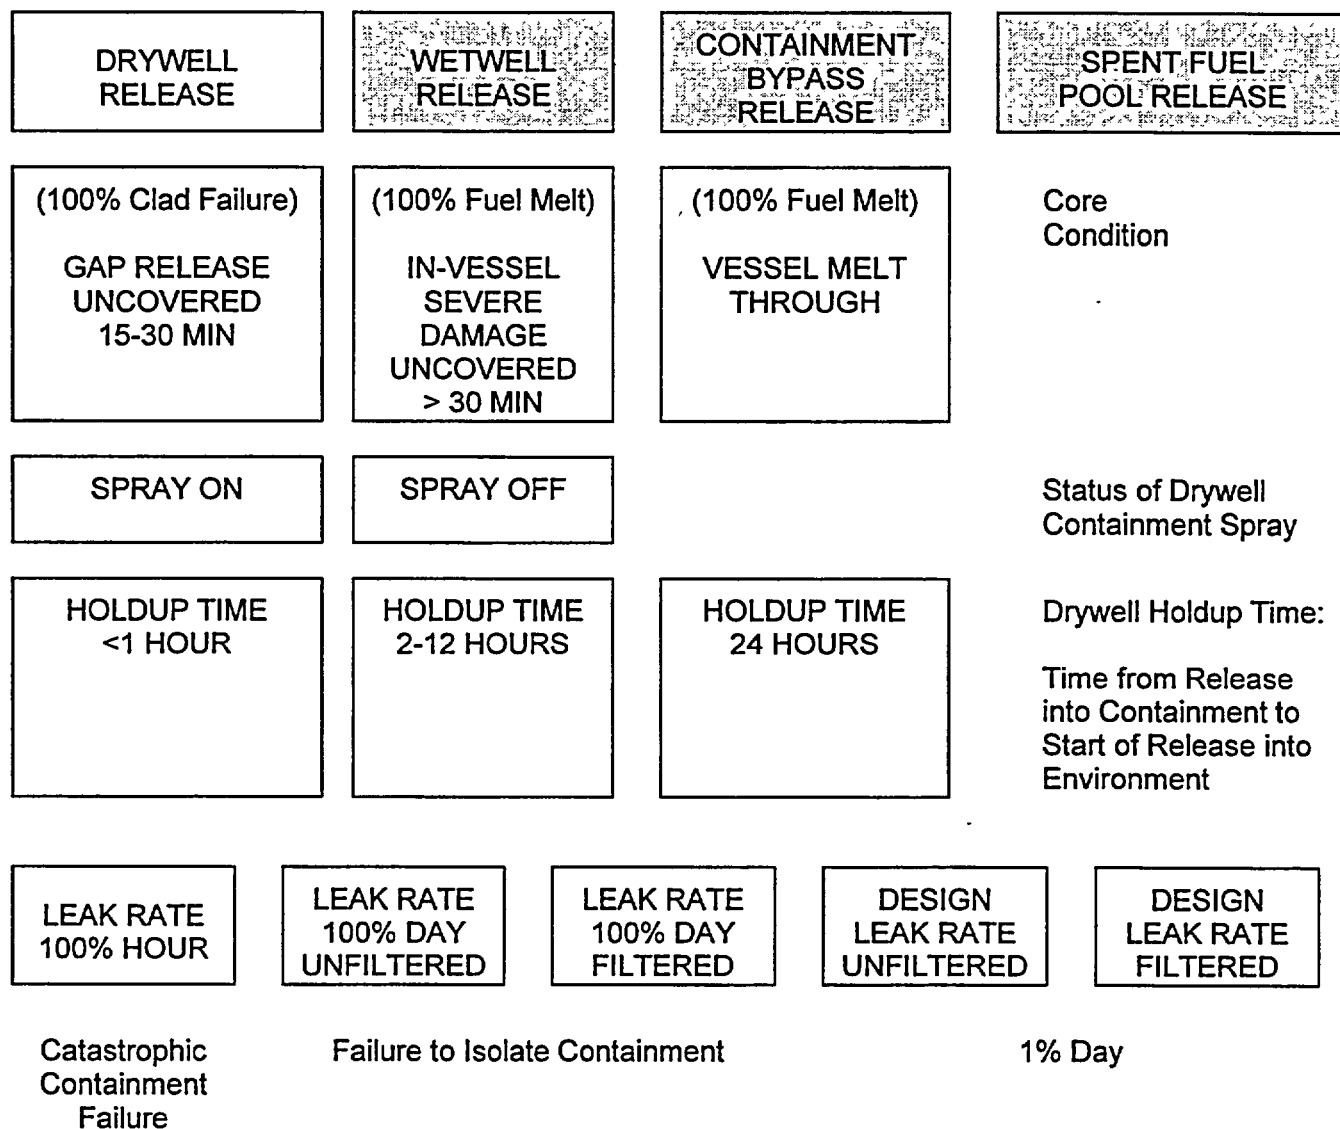 DRYWELL
RELEASE
WETWELL
RELEASE
CONTAINMENT
BYPASS
RELEASE
SPENT FUEL
POOL RELEASE
(100% Clad Failure)
GAP RELEASE
UNCOVERED
15-30 MIN
(100% Fuel Melt)
IN-VESSEL
SEVERE
DAMAGE
UNCOVERED
> 30 MIN
(100% Fuel Melt)
VESSEL MELT
THROUGH
Core
Condition
SPRAY ON
SPRAY OFF
Status of Drywell
Containment Spray
HOLDUP TIME
<1 HOUR
HOLDUP TIME
2-12 HOURS
HOLDUP TIME
24 HOURS
Drywell Holdup Time:
Time from Release
into Containment to
Start of Release into
Environment
LEAK RATE
100% HOUR
LEAK RATE
100% DAY
UNFILTERED
LEAK RATE
100% DAY
FILTERED
DESIGN
LEAK RATE
UNFILTERED
DESIGN
LEAK RATE
FILTERED
Catastrophic
Containment
Failure
Failure to Isolate Containment
1% Day